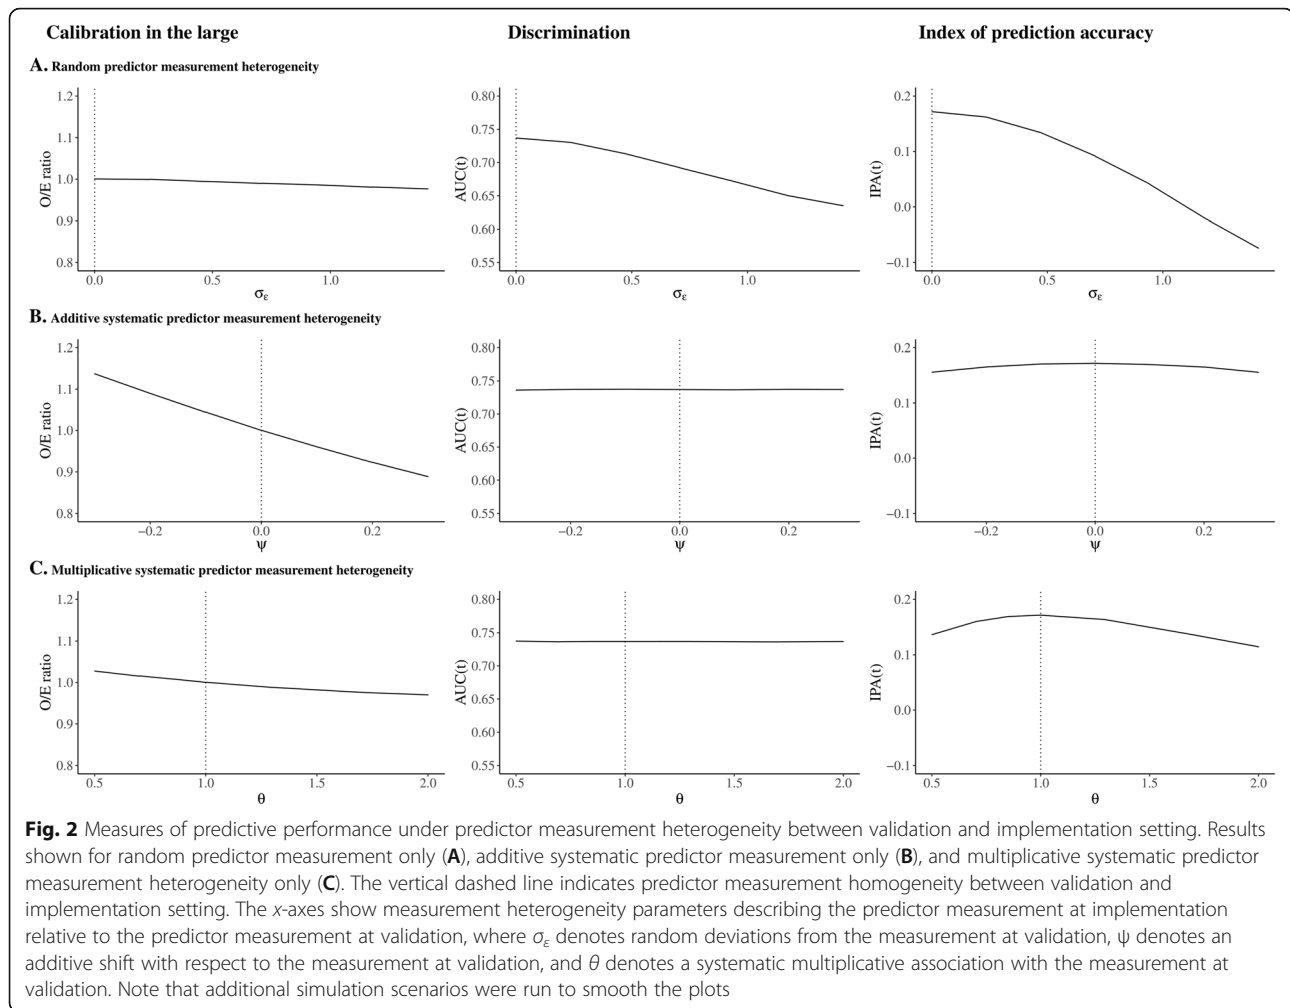 Calibration in the large
Discrimination
Index of prediction accuracy
A. Random predictor measurement heterogeneity
1.2
1.1
1.0
0.9
0.8
O/E ratio
0.0
0.5
1.0
σε
0.80
0.75
0.70
0.65
0.60
0.55
AUC(t)
0.0
0.5
1.0
σε
0.2
0.1
0.0
−0.1
IPA(t)
0.0
0.5
1.0
σε
B. Additive systematic predictor measurement heterogeneity
1.2
1.1
1.0
0.9
0.8
O/E ratio
−0.2
0.0
0.2
ψ
0.80
0.75
0.70
0.65
0.60
0.55
AUC(t)
−0.2
0.0
0.2
ψ
0.2
0.1
0.0
−0.1
IPA(t)
−0.2
0.0
0.2
ψ
C. Multiplicative systematic predictor measurement heterogeneity
1.2
1.1
1.0
0.9
0.8
O/E ratio
0.5
1.0
1.5
2.0
θ
0.80
0.75
0.70
0.65
0.60
0.55
AUC(t)
0.5
1.0
1.5
2.0
θ
0.2
0.1
0.0
−0.1
IPA(t)
0.5
1.0
1.5
2.0
θ
Fig. 2 Measures of predictive performance under predictor measurement heterogeneity between validation and implementation setting. Results
shown for random predictor measurement only (A), additive systematic predictor measurement only (B), and multiplicative systematic predictor
measurement heterogeneity only (C). The vertical dashed line indicates predictor measurement homogeneity between validation and
implementation setting. The x-axes show measurement heterogeneity parameters describing the predictor measurement at implementation
relative to the predictor measurement at validation, where σε denotes random deviations from the measurement at validation, ψ denotes an
additive shift with respect to the measurement at validation, and θ denotes a systematic multiplicative association with the measurement at
validation. Note that additional simulation scenarios were run to smooth the plots